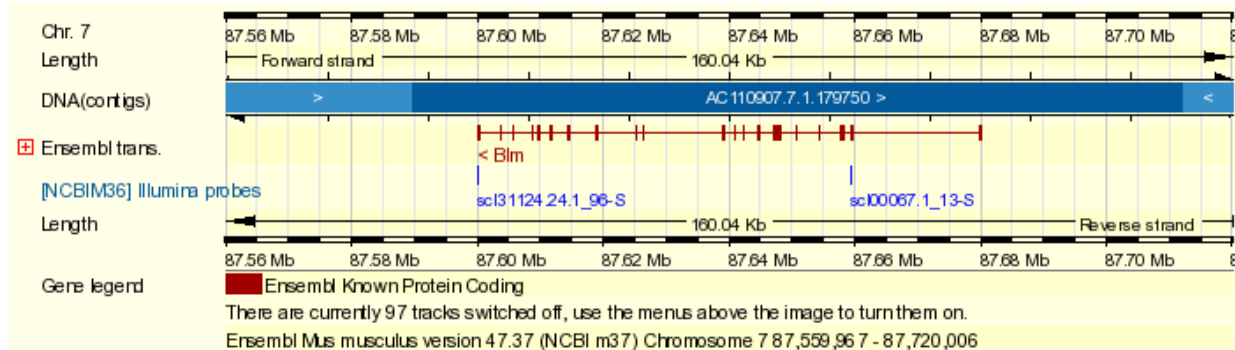 Chr. 7 87.56 Mb 87.58 Mb 87.60 Mb 87.62 Mb 87.64 Mb 87.66 Mb 87.68 Mb 87.70 Mb
Length Forward strand 160.04 Kb
DNA(contigs) > AC110907.7.1.179750 > <
Ensembl trans.
< Blm
[NCBIM36] Illumina probes
scl31124.24.1_96-S scl00067.1_13-S
Length 160.04 Kb Reverse strand
87.56 Mb 87.58 Mb 87.60 Mb 87.62 Mb 87.64 Mb 87.66 Mb 87.68 Mb 87.70 Mb
Gene legend Ensembl Known Protein Coding
There are currently 97 tracks switched off, use the menus above the image to turn them on.
Ensembl Mus musculus version 47.37 (NCBI m37) Chromosome 7 87,559,967 - 87,720,006